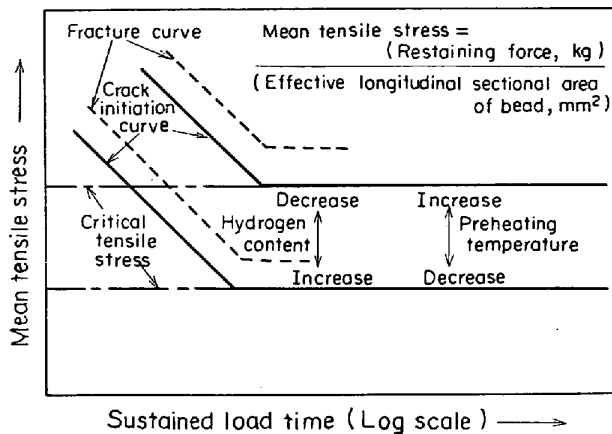 Fracture curve
Mean tensile stress =
(Restaining force, kg)
(Effective longitudinal sectional area
of bead, mm²)
Crack
initiation
curve
Decrease
Increase
Critical
tensile
stress
Hydrogen
content
Preheating
temperature
Increase
Decrease
Mean tensile stress
Sustained load time (Log scale)